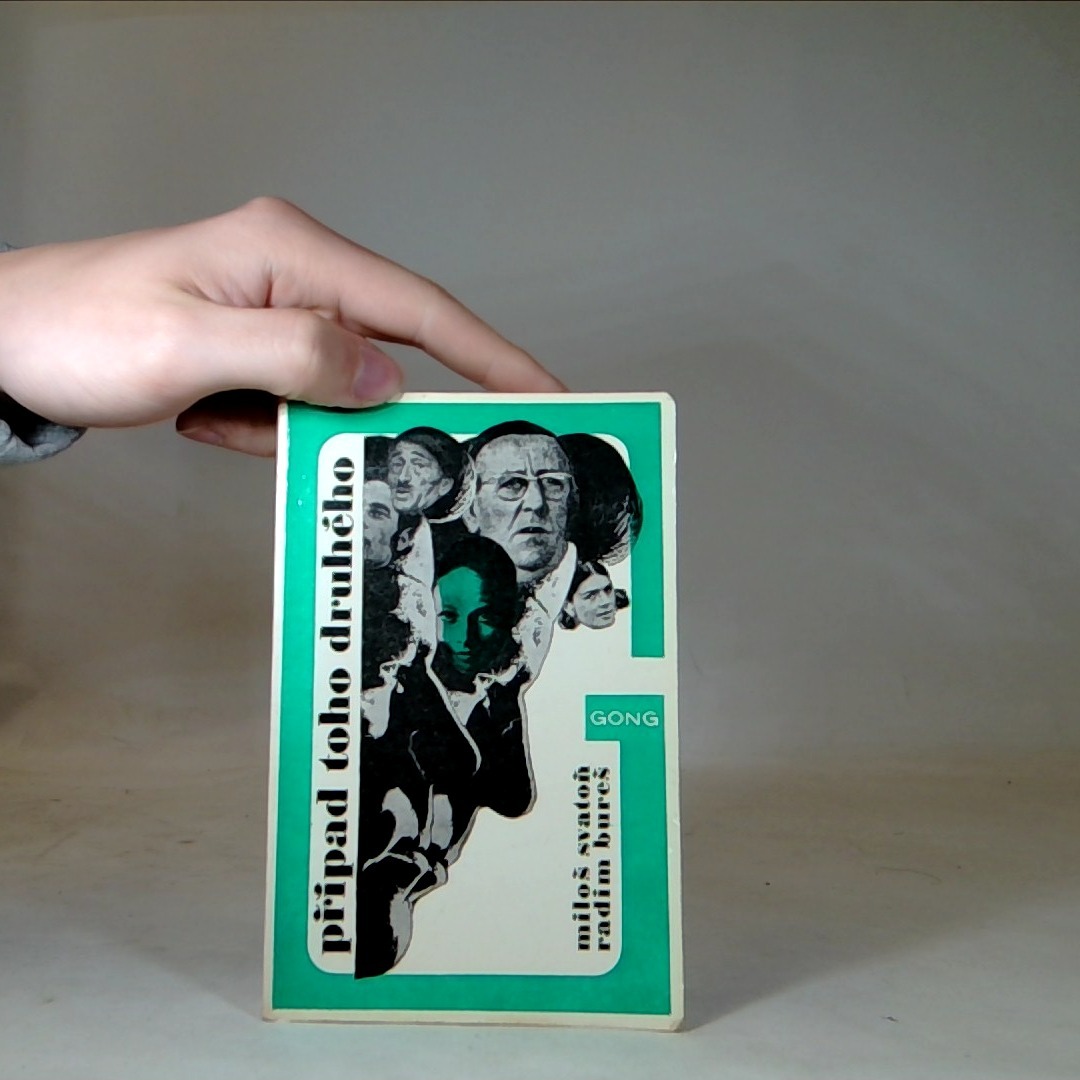 případ toho druhého
GONG
miloš svatoň
radim bureš